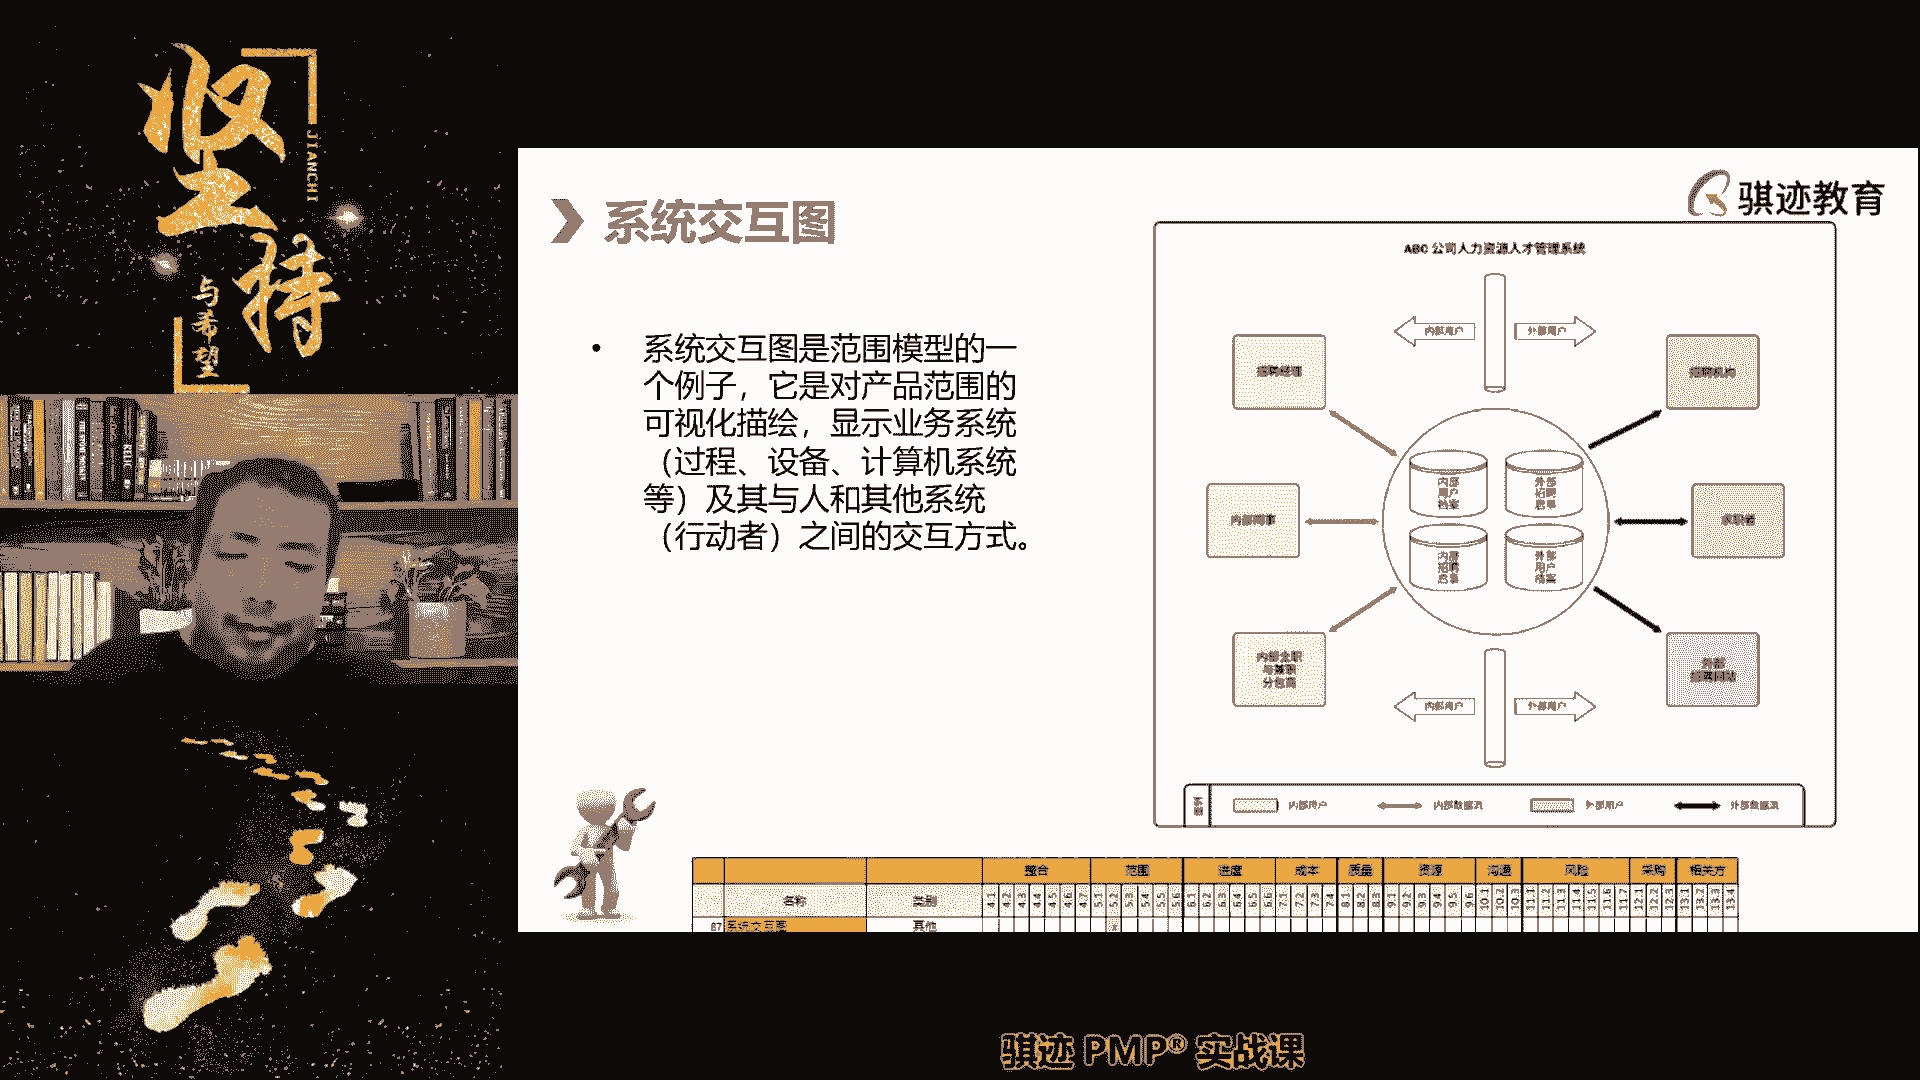 坚持
JIANCHI
与希望
系统交互图
骐迹教育
• 系统交互图是范围模型的一
个例子，它是对产品范围的
可视化描绘，显示业务系统
（过程、设备、计算机系统
等）及其与人和其他系统
（行动者）之间的交互方式。
ABC 公司人力资源人才管理系统
内部用户
外部用户
招聘经理
招聘机构
内部
用户
档案
外部
招聘
启事
求职者
内部
招聘
启事
外部
用户
档案
内部全职
与兼职
分包商
外部
内部用户
外部用户
图例
内部用户
内部数据流
外部用户
外部数据流
整合 范围 进度 成本 质量 资源 沟通 风险 采购 相关方
名称 类别 4.1 4.2 4.3 4.4 4.5 4.6 4.7 5.1 5.2 5.3 5.4 5.5 5.6 6.1 6.2 6.3 6.4 6.5 6.6 7.1 7.2 7.3 7.4 8.1 8.2 8.3 9.1 9.2 9.3 9.4 9.5 9.6 10.1 10.2 10.3 11.1 11.2 11.3 11.4 11.5 11.6 11.7 12.1 12.2 12.3 13.1 13.2 13.3 13.4
87 系统交互图 其他
骐迹 PMP® 实战课